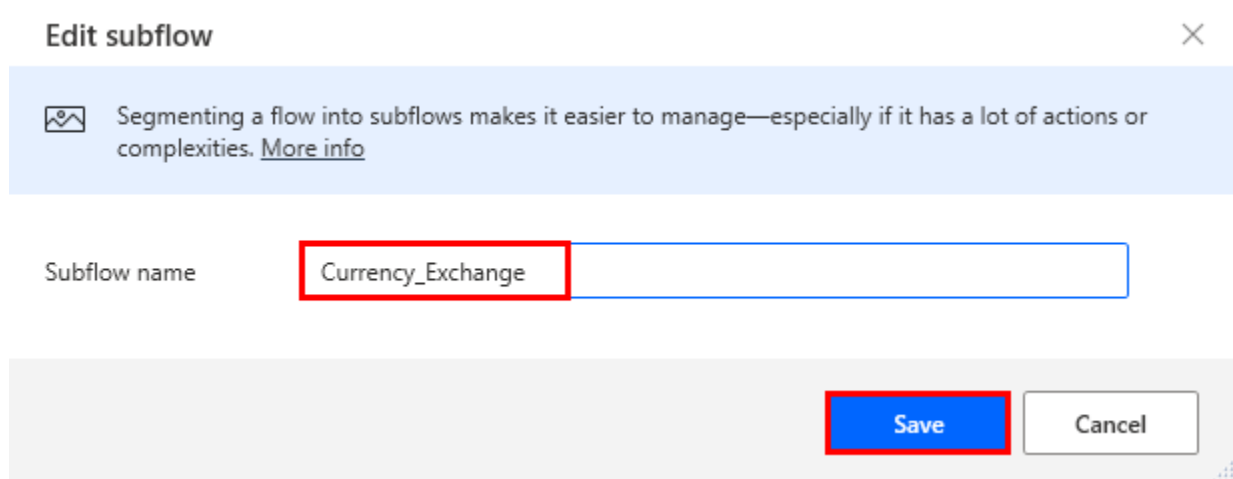 Edit subflow
Segmenting a flow into subflows makes it easier to manage—especially if it has a lot of actions or
complexities. More info
Subflow name
Currency_Exchange
Save
Cancel